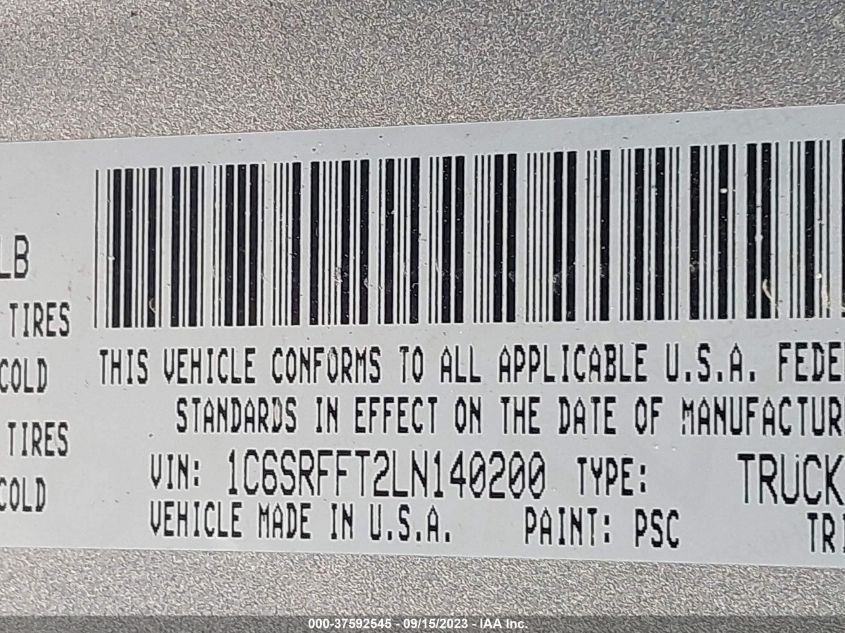 LB
TIRES
COLD
TIRES
COLD
THIS VEHICLE CONFORMS TO ALL APPLICABLE U.S.A. FEDE
STANDARDS IN EFFECT ON THE DATE OF MANUFACTUR
VIN: 1C6SRFFT2LN140200 TYPE: TRUCK
VEHICLE MADE IN U.S.A. PAINT: PSC TRI
000-37592545 - 09/15/2023 - IAA Inc.